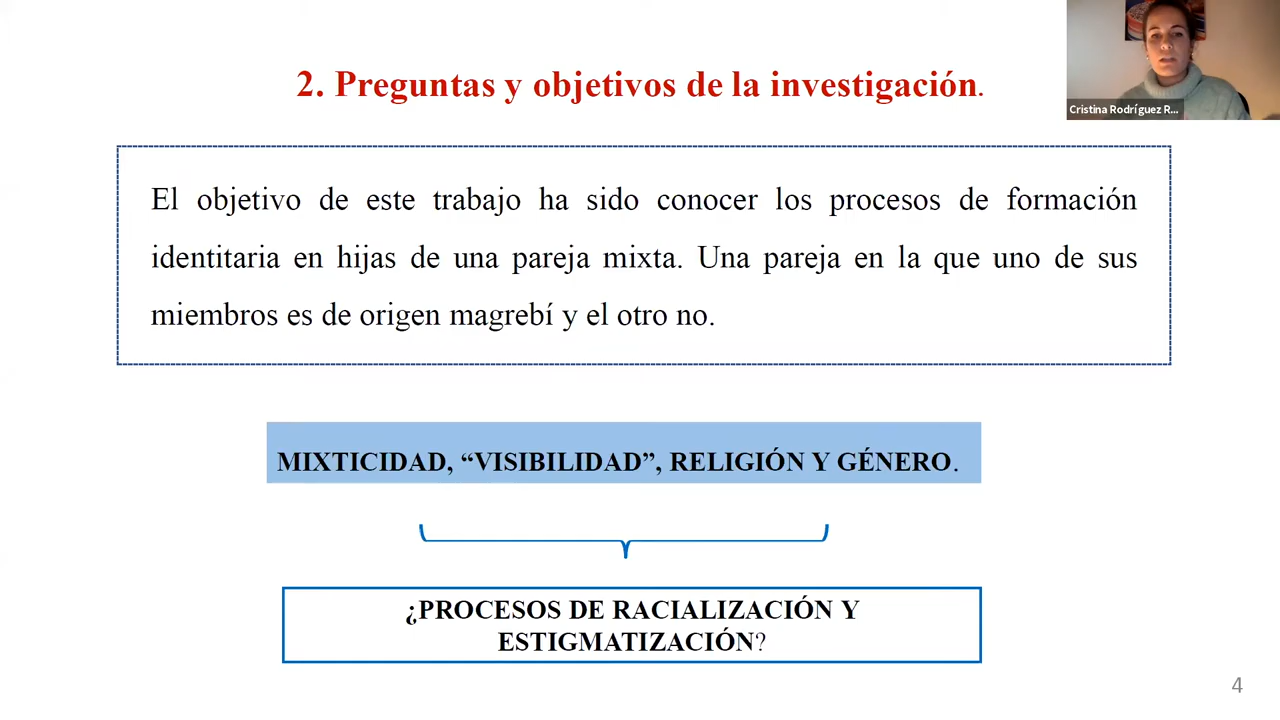 2. Preguntas y objetivos de la investigación.
Cristina Rodríguez R...
El objetivo de este trabajo ha sido conocer los procesos de formación
identitaria en hijas de una pareja mixta. Una pareja en la que uno de sus
miembros es de origen magrebí y el otro no.
MIXTICIDAD, “VISIBILIDAD”, RELIGIÓN Y GÉNERO.
¿PROCESOS DE RACIALIZACIÓN Y
ESTIGMATIZACIÓN?
4